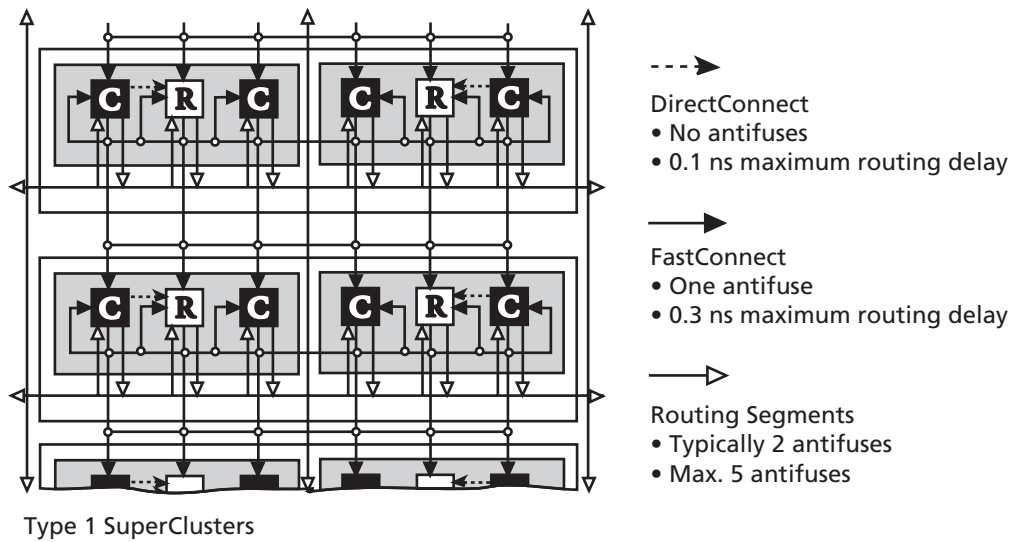 C R C C R C
C R C C R C
DirectConnect
• No antifuses
• 0.1 ns maximum routing delay
FastConnect
• One antifuse
• 0.3 ns maximum routing delay
Routing Segments
• Typically 2 antifuses
• Max. 5 antifuses
Type 1 SuperClusters